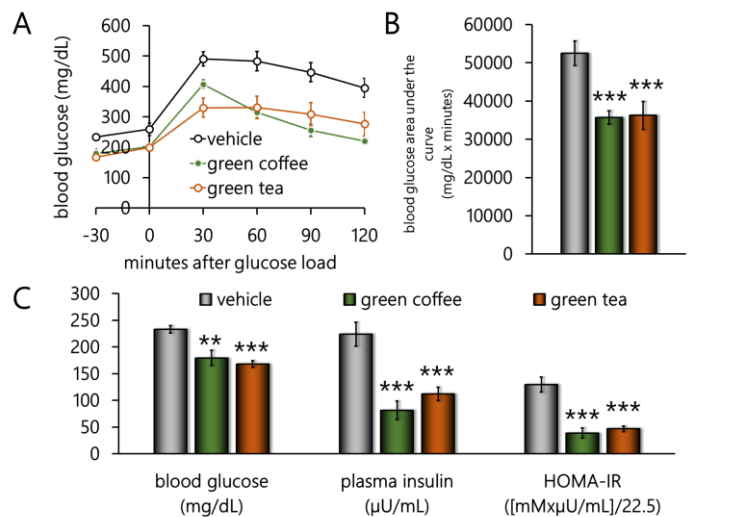 A
blood glucose (mg/dL)
600
500
400
300
200
100
0
-30 0 30 60 90 120
minutes after glucose load
vehicle
green coffee
green tea
B
blood glucose area under the
curve
(mg/dL x minutes)
60000
50000
40000
30000
20000
10000
0
*** ***
C
300
250
200
150
100
50
0
vehicle green coffee green tea
** ***
*** ***
*** ***
blood glucose plasma insulin HOMA-IR
(mg/dL) (µU/mL) ([mMxµU/mL]/22.5)